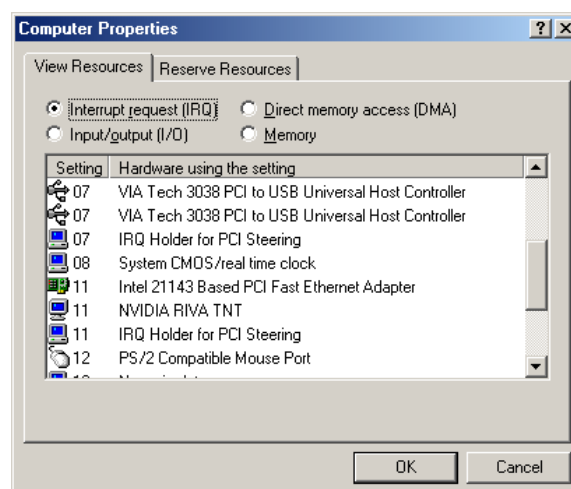 Computer Properties
View Resources Reserve Resources
Interrupt request (IRQ) Direct memory access (DMA)
Input/output (I/O) Memory
Setting Hardware using the setting
07 VIA Tech 3038 PCI to USB Universal Host Controller
07 VIA Tech 3038 PCI to USB Universal Host Controller
07 IRQ Holder for PCI Steering
08 System CMOS/real time clock
11 Intel 21143 Based PCI Fast Ethernet Adapter
11 NVIDIA RIVA TNT
11 IRQ Holder for PCI Steering
12 PS/2 Compatible Mouse Port
OK Cancel